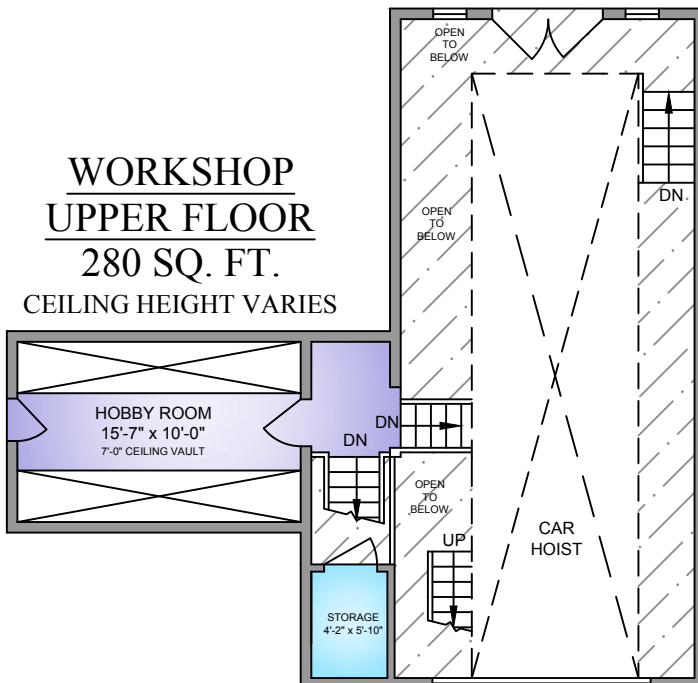 OPEN
TO
BELOW
WORKSHOP
UPPER FLOOR
280 SQ. FT.
CEILING HEIGHT VARIES
DN
OPEN
TO
BELOW
HOBBY ROOM
15'-7" x 10'-0"
7'-0" CEILING VAULT
DN
DN
OPEN
TO
BELOW
UP
CAR
HOIST
STORAGE
4'-2" x 5'-10"